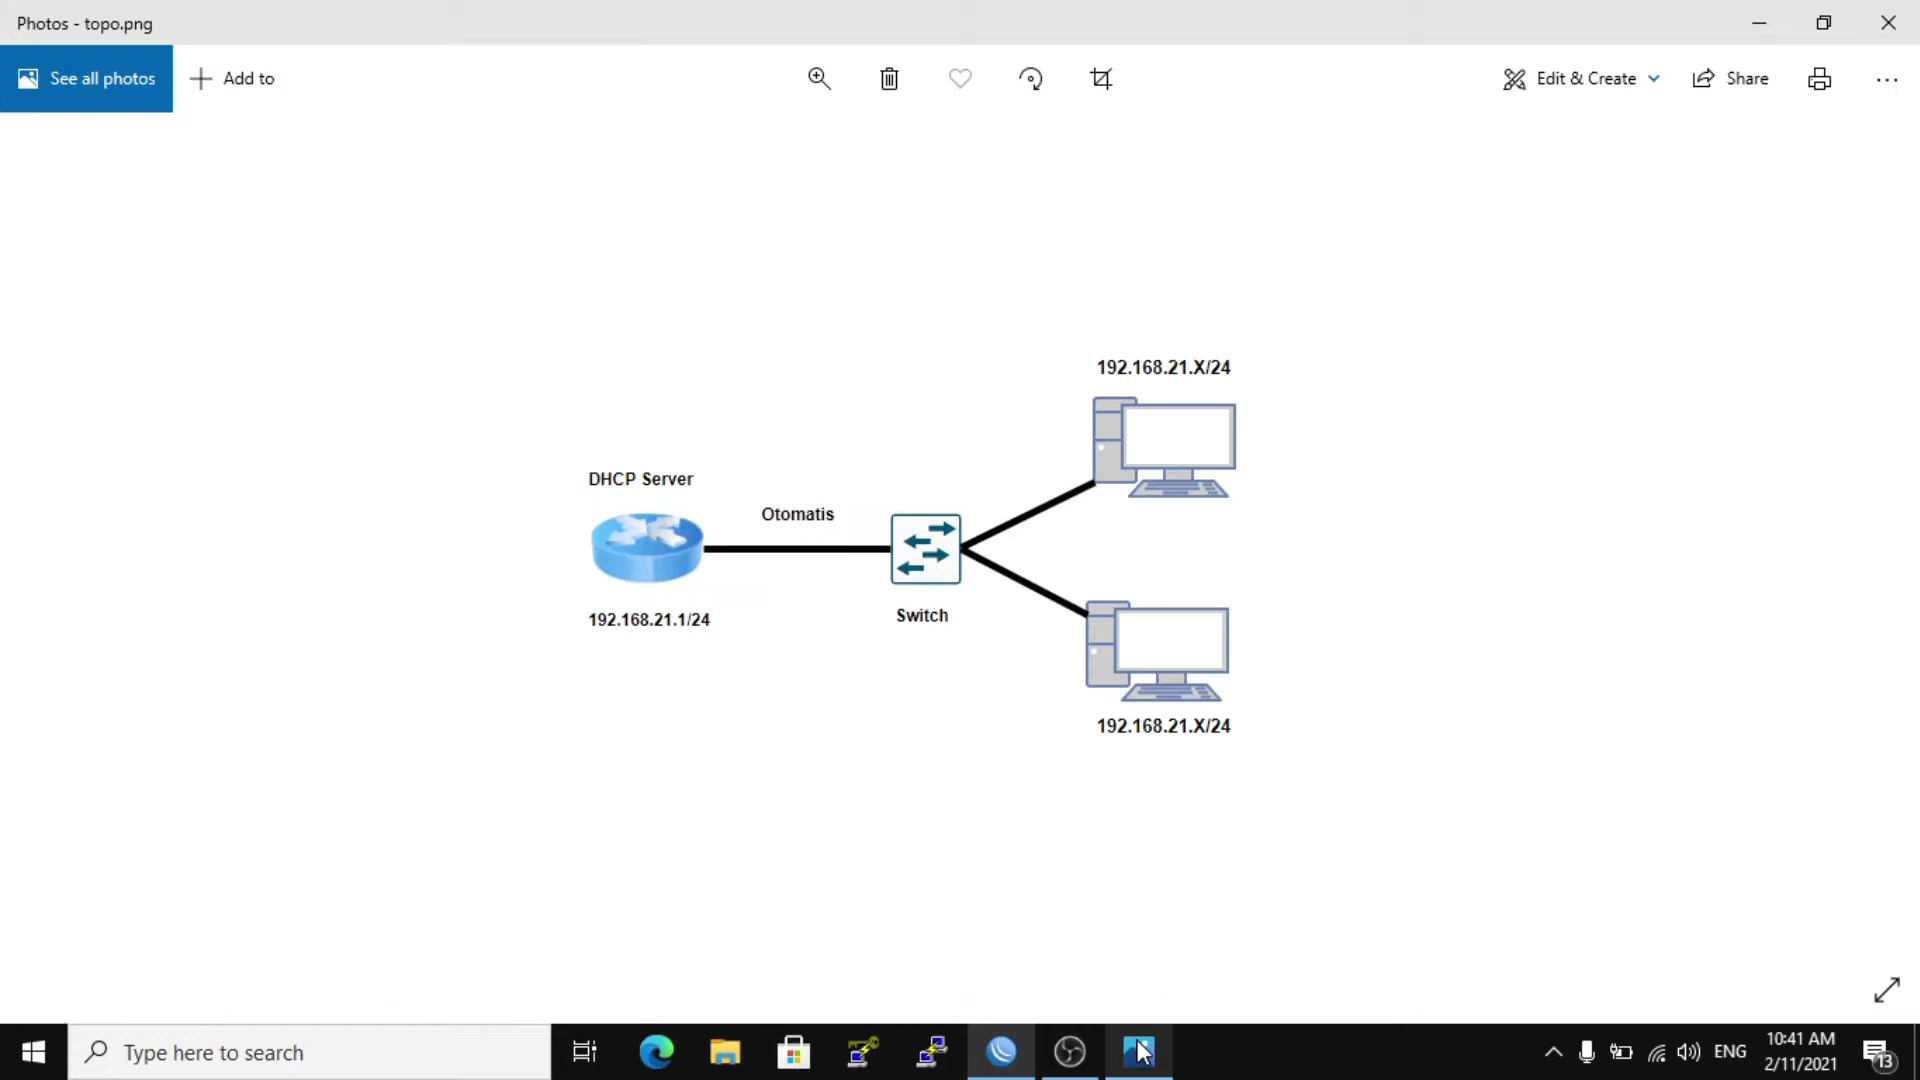 Photos - topo.png
See all photos
Add to
Edit & Create
Share
192.168.21.X/24
DHCP Server
Otomatis
192.168.21.1/24
Switch
192.168.21.X/24
Type here to search
ENG
10:41 AM
2/11/2021
13